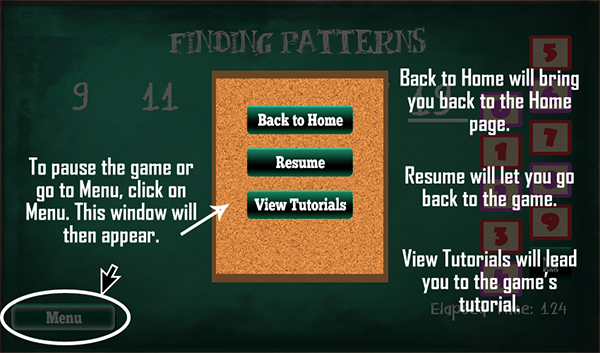 FINDING PATTERNS
9 11 19
5
Back to Home will bring
you back to the Home
page.
Back to Home
Resume
View Tutorials
To pause the game or
go to Menu, click on
Menu. This window will
then appear.
1
7
Resume will let you go
back to the game.
3
9
View Tutorials will lead
you to the game's
tutorial.
Menu
Elapsed Time: 124